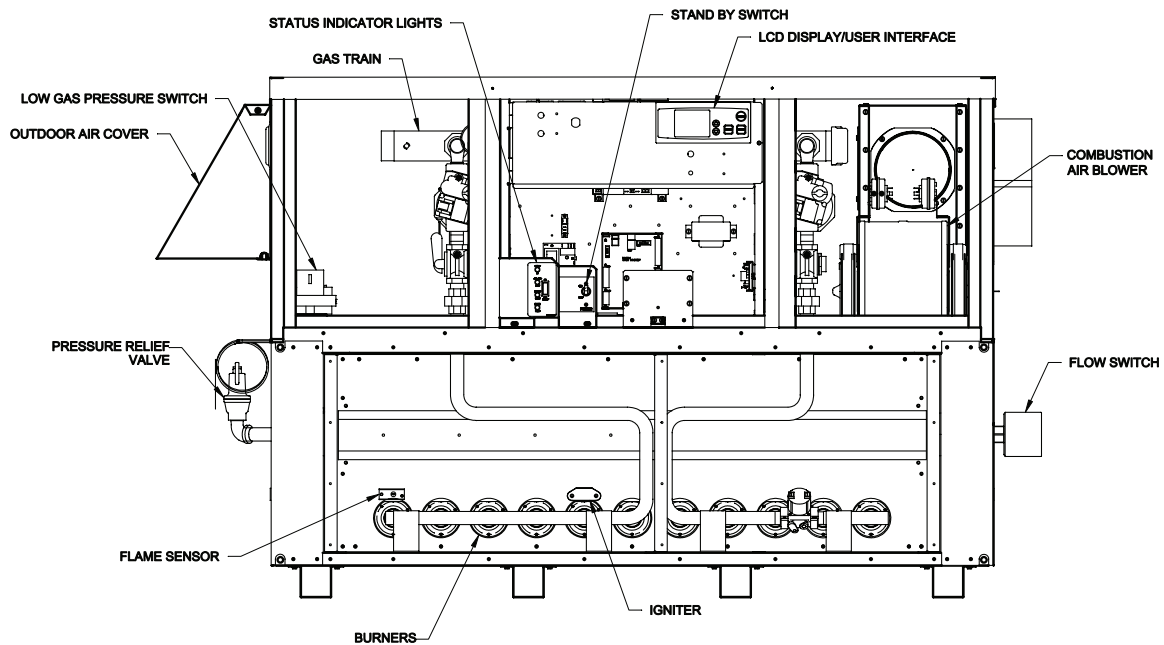 STAND BY SWITCH
STATUS INDICATOR LIGHTS
LCD DISPLAY/USER INTERFACE
GAS TRAIN
LOW GAS PRESSURE SWITCH
OUTDOOR AIR COVER
COMBUSTION
AIR BLOWER
PRESSURE RELIEF
VALVE
FLOW SWITCH
FLAME SENSOR
IGNITER
BURNERS